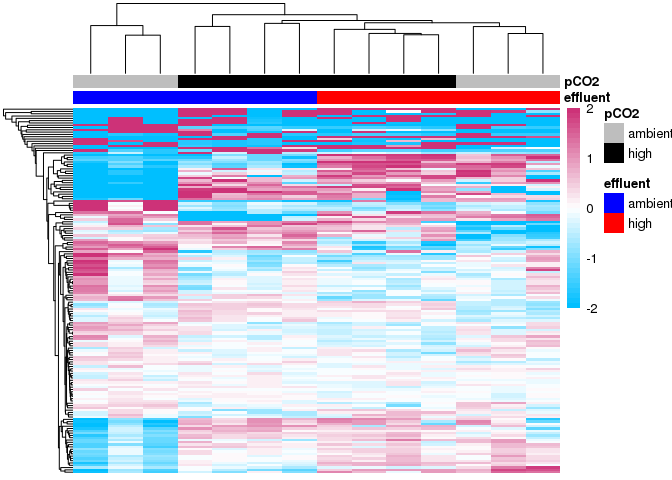 pCO2
effluent
2
1
0
-1
-2
pCO2
ambient
high
effluent
ambient
high